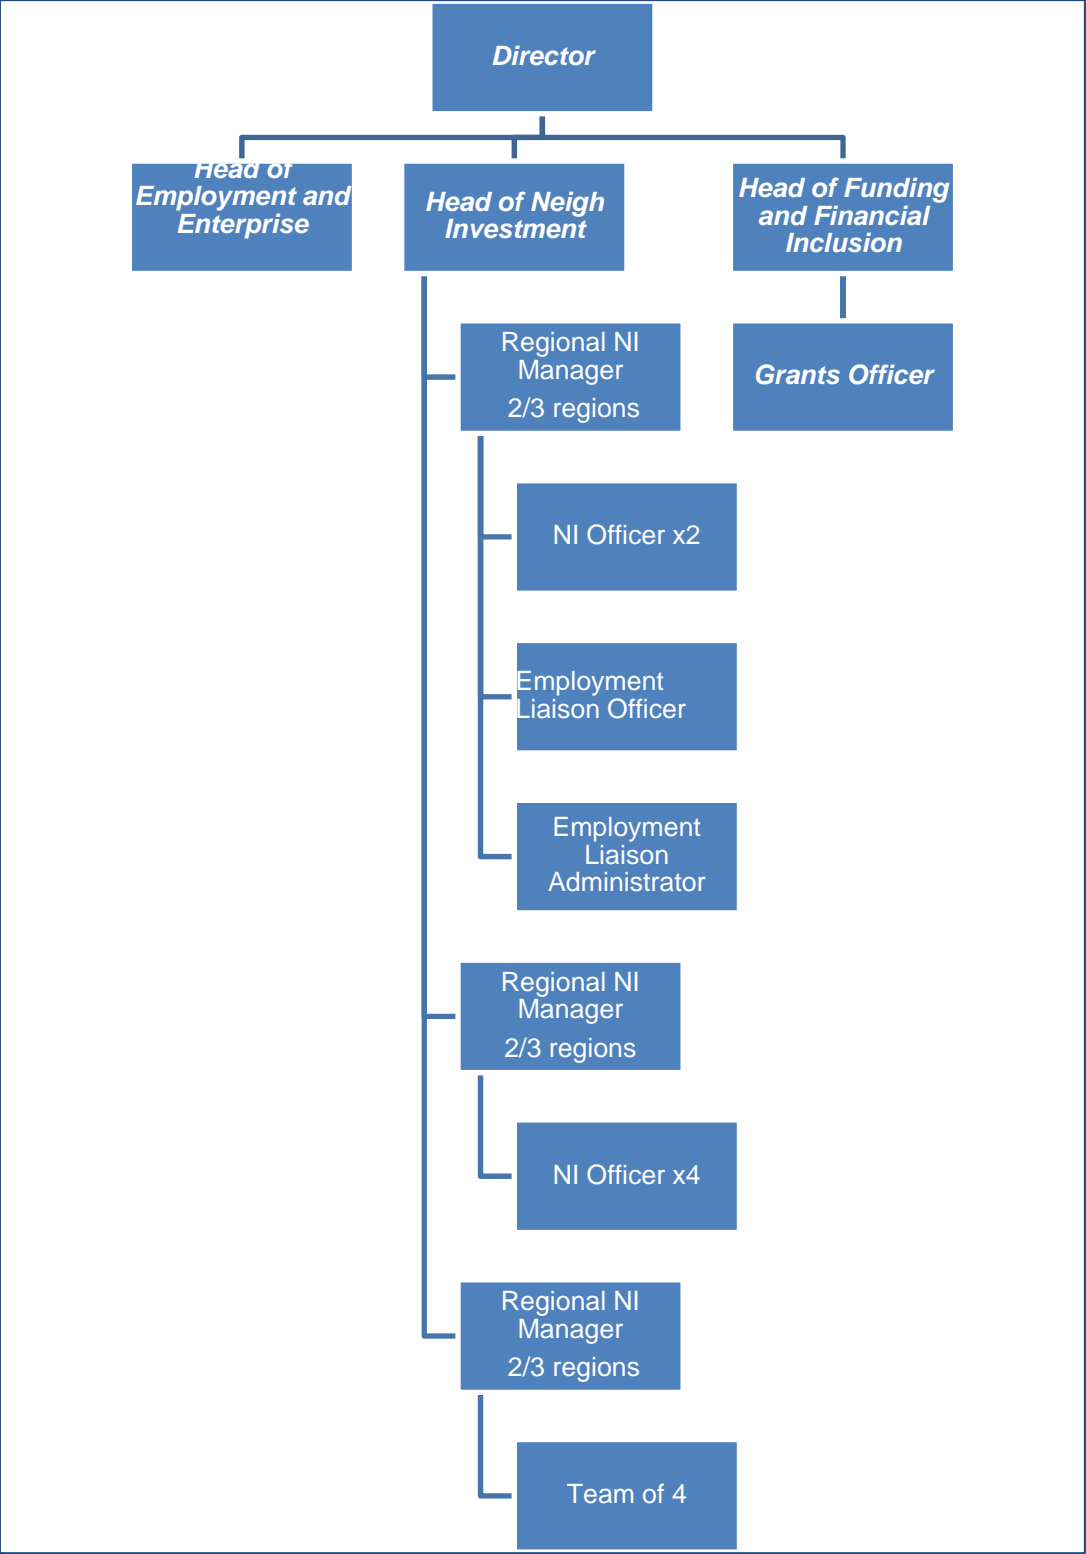 Director
Head of
Employment and
Enterprise
Head of Neigh
Investment
Head of Funding
and Financial
Inclusion
Regional NI
Manager
2/3 regions
Grants Officer
NI Officer x2
Employment
Liaison Officer
Employment
Liaison
Administrator
Regional NI
Manager
2/3 regions
NI Officer x4
Regional NI
Manager
2/3 regions
Team of 4